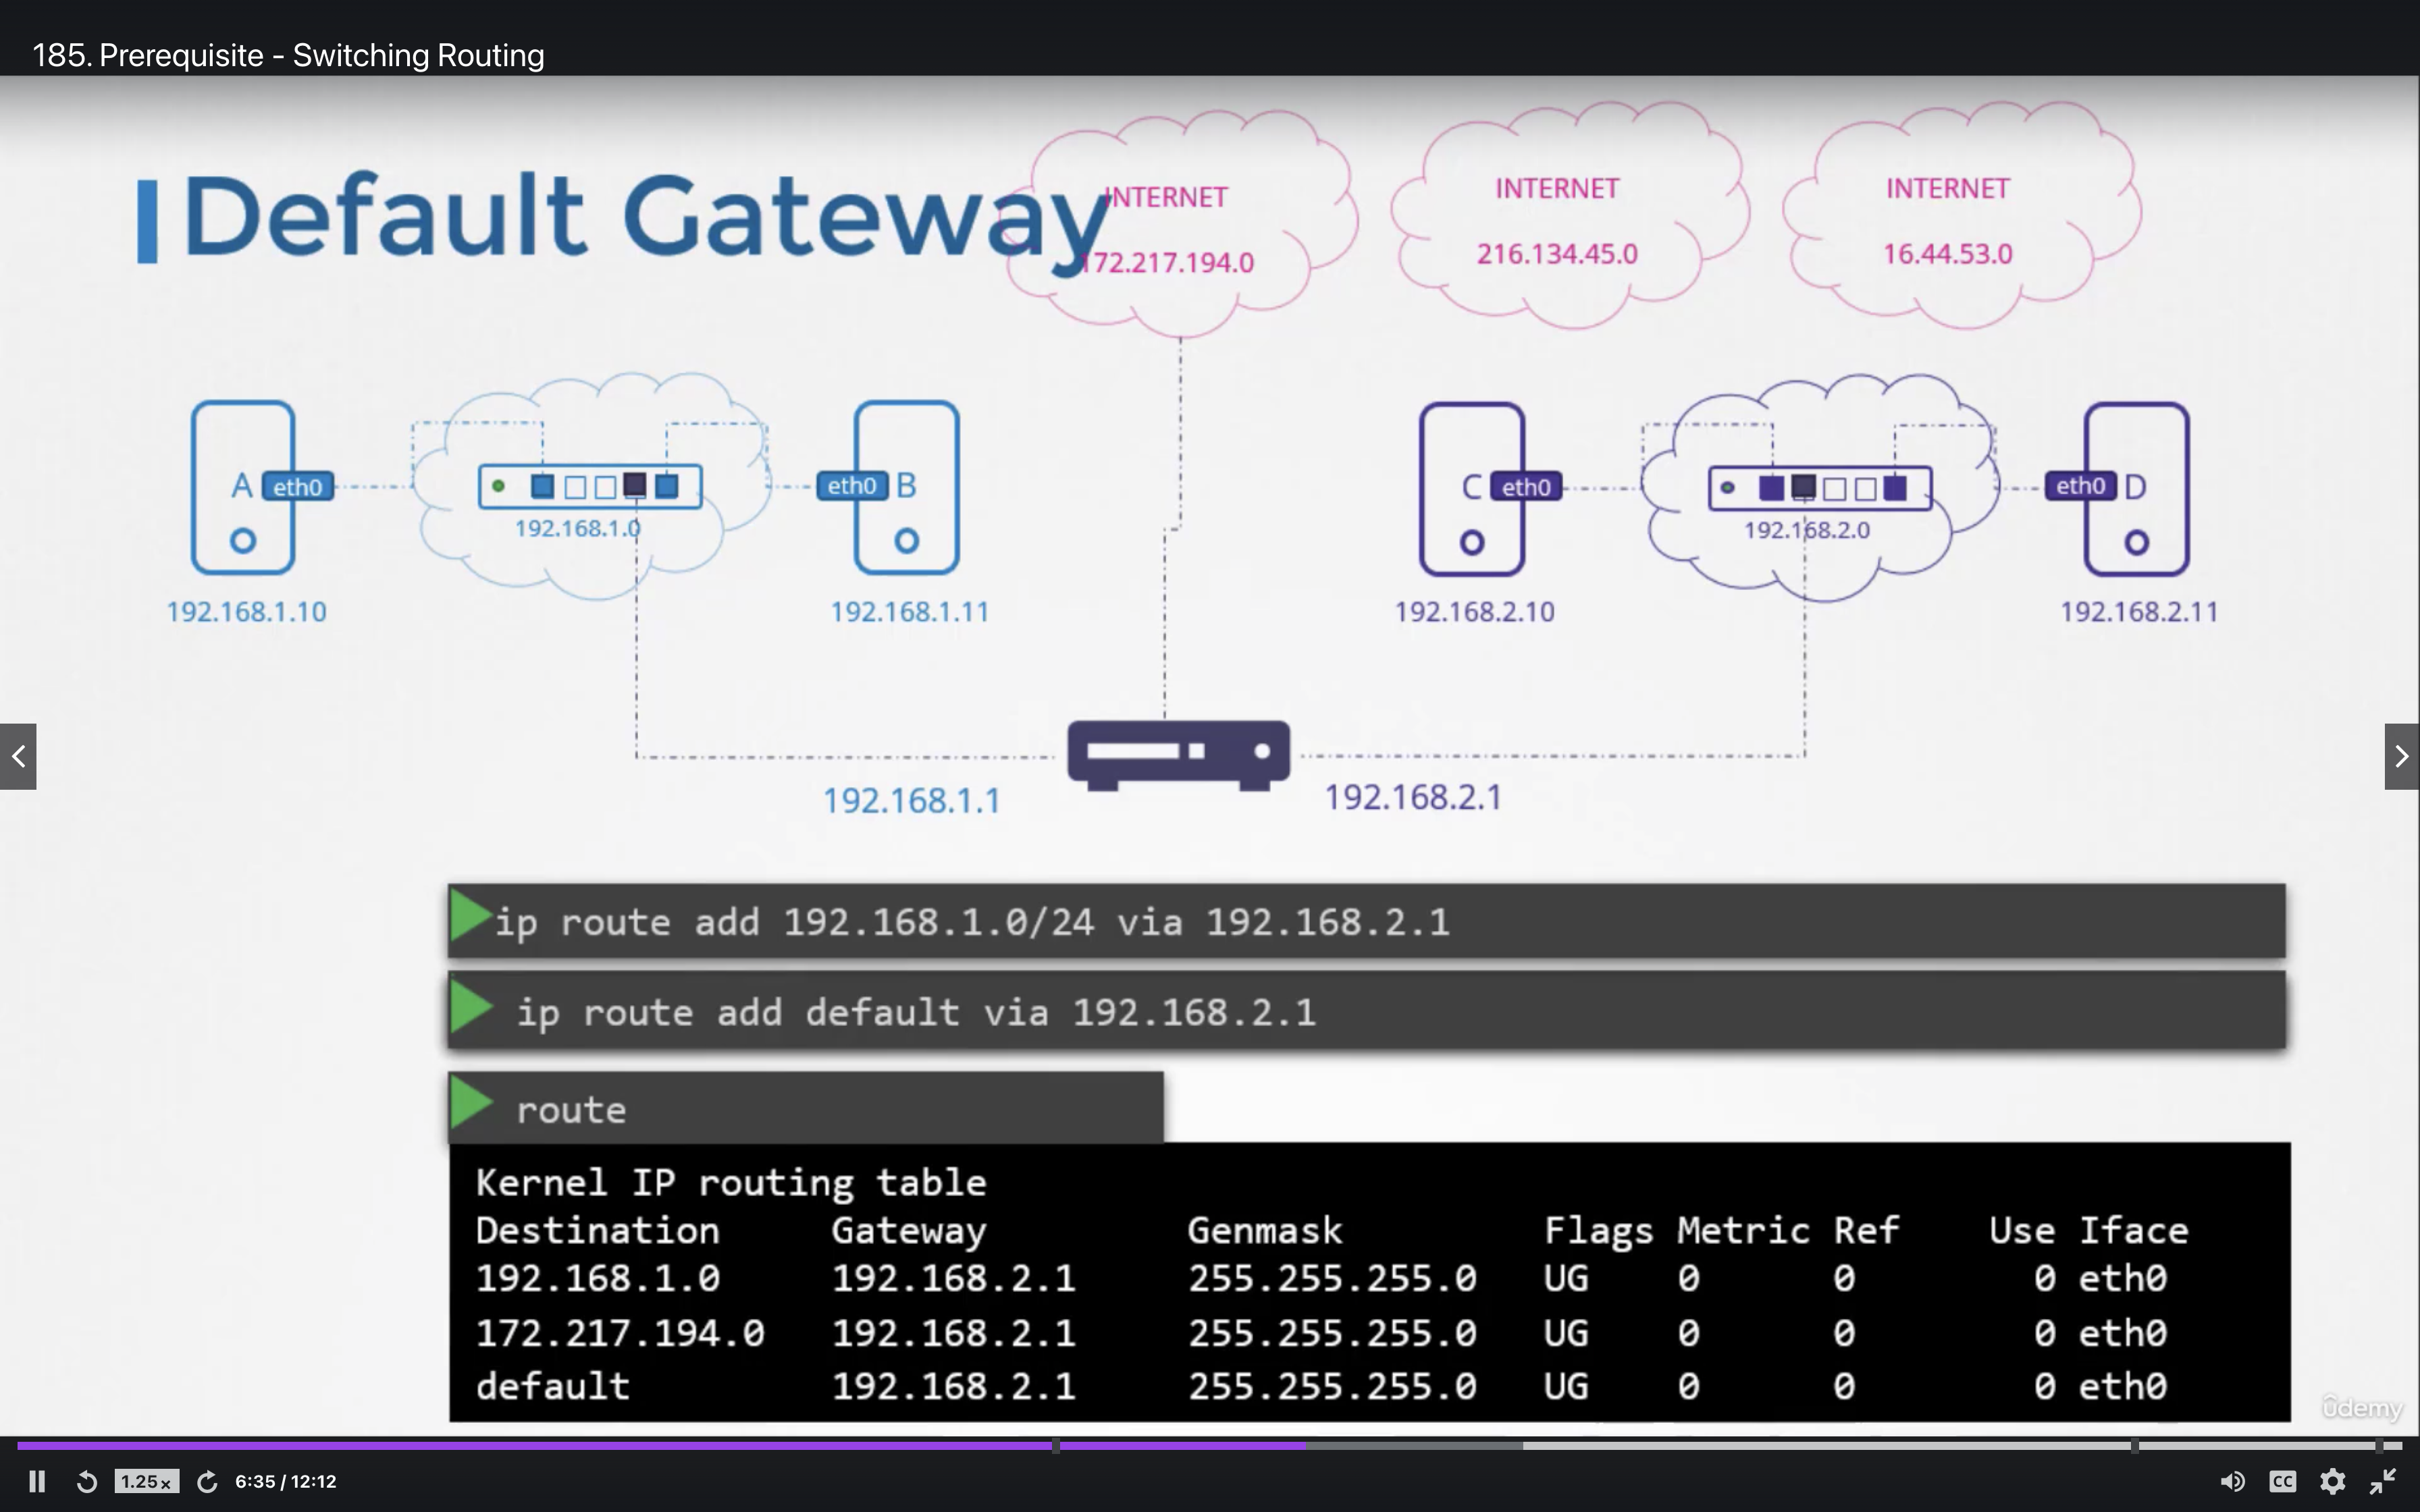 185. Prerequisite - Switching Routing
Default Gateway
INTERNET
172.217.194.0
INTERNET
216.134.45.0
INTERNET
16.44.53.0
A eth0
192.168.1.0
eth0 B
192.168.1.10
192.168.1.11
C eth0
192.168.2.0
eth0 D
192.168.2.10
192.168.2.11
192.168.1.1
192.168.2.1
ip route add 192.168.1.0/24 via 192.168.2.1
ip route add default via 192.168.2.1
route
Kernel IP routing table
Destination Gateway Genmask Flags Metric Ref Use Iface
192.168.1.0 192.168.2.1 255.255.255.0 UG 0 0 0 eth0
172.217.194.0 192.168.2.1 255.255.255.0 UG 0 0 0 eth0
default 192.168.2.1 255.255.255.0 UG 0 0 0 eth0
ûdemy
1.25x 6:35 / 12:12 CC